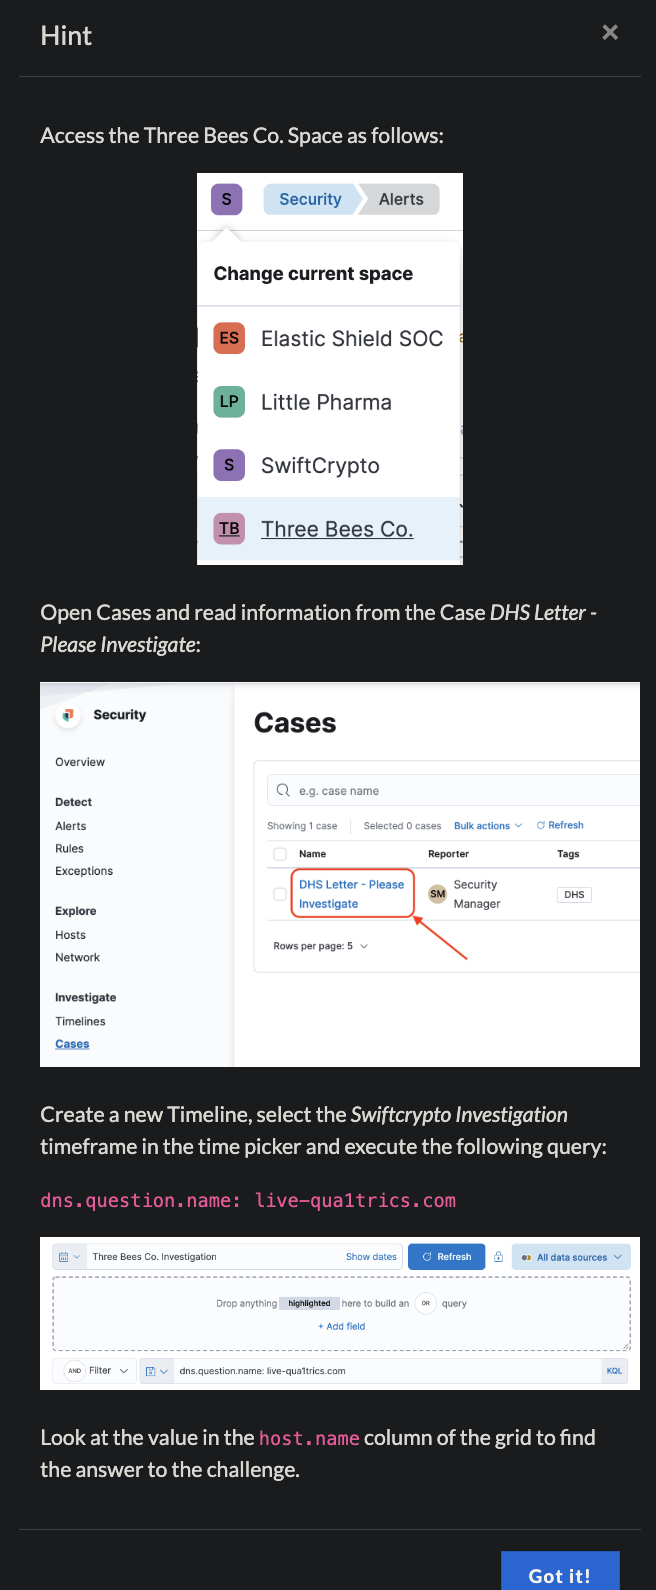 Hint
×
Access the Three Bees Co. Space as follows:
S Security Alerts
Change current space
ES Elastic Shield SOC
LP Little Pharma
S SwiftCrypto
TB Three Bees Co.
Open Cases and read information from the Case DHS Letter -
Please Investigate:
Security
Overview
Detect
Alerts
Rules
Exceptions
Explore
Hosts
Network
Investigate
Timelines
Cases
Cases
e.g. case name
Showing 1 case Selected 0 cases Bulk actions Refresh
Name Reporter Tags
DHS Letter - Please
Investigate
SM Security
Manager
DHS
Rows per page: 5
Create a new Timeline, select the Swiftcrypto Investigation
timeframe in the time picker and execute the following query:
dns.question.name: live-qua1trics.com
Three Bees Co. Investigation Show dates Refresh All data sources
Drop anything highlighted here to build an OR query
+ Add field
AND Filter dns.question.name: live-qua1trics.com KQL
Look at the value in the host.name column of the grid to find
the answer to the challenge.
Got it!